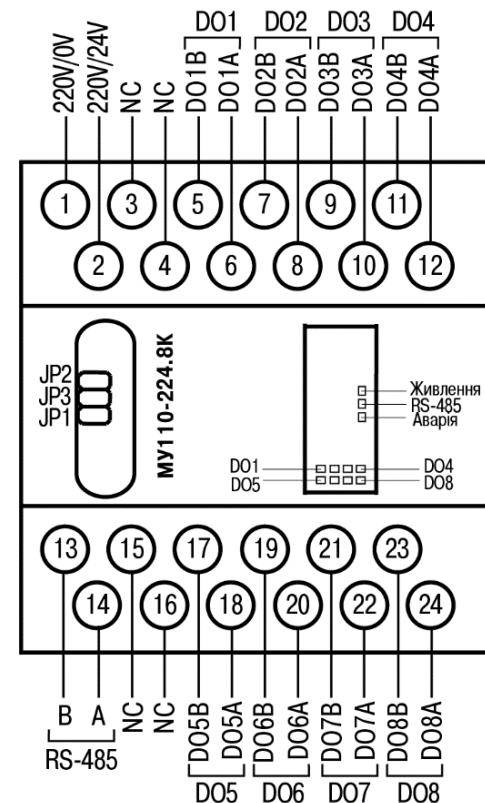 DO1 DO2 DO3 DO4
220V/0V 220V/24V NC NC DO1B DO1A DO2B DO2A DO3B DO3A DO4B DO4A
1 3 5 7 9 11
2 4 6 8 10 12
JP2
JP3
JP1
МУ110-224.8К
Живлення
RS-485
Аварія
DO1 DO4
DO5 DO8
13 15 17 19 21 23
14 16 18 20 22 24
B A NC NC DO5B DO5A DO6B DO6A DO7B DO7A DO8B DO8A
RS-485
DO5 DO6 DO7 DO8